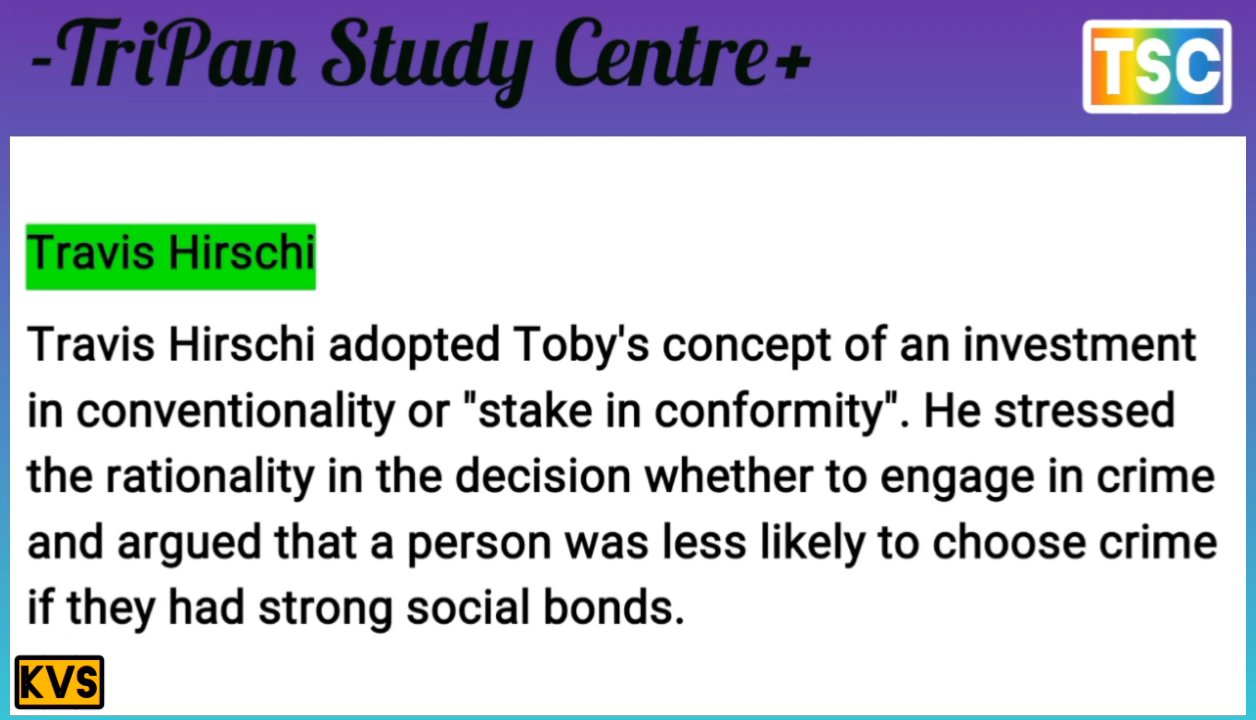 -TriPan Study Centre+
TSC
Travis Hirschi
Travis Hirschi adopted Toby's concept of an investment
in conventionality or "stake in conformity". He stressed
the rationality in the decision whether to engage in crime
and argued that a person was less likely to choose crime
if they had strong social bonds.
KVS